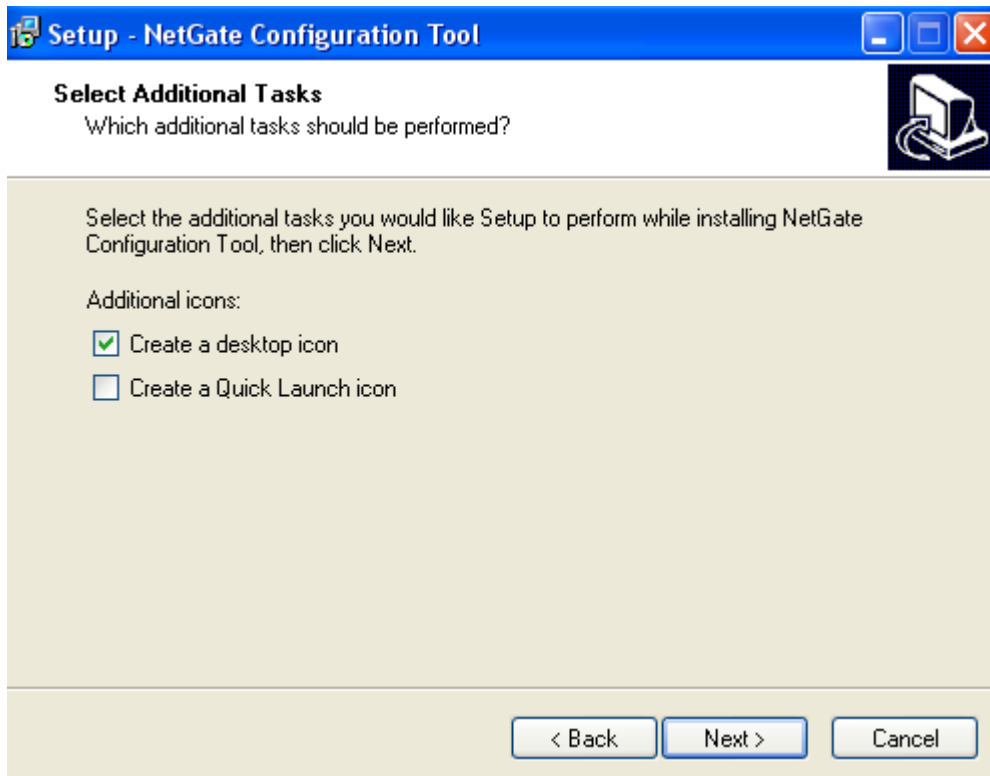 Setup - NetGate Configuration Tool
Select Additional Tasks
Which additional tasks should be performed?
Select the additional tasks you would like Setup to perform while installing NetGate
Configuration Tool, then click Next.
Additional icons:
Create a desktop icon
Create a Quick Launch icon
< Back
Next >
Cancel